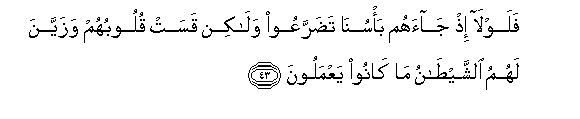 فَلَوْلَآ إِذْ جَآءَهُم بَأْسُنَا تَضَرَّعُوا۟ وَلَـٰكِن قَسَتْ قُلُوبُهُمْ وَزَيَّنَ
لَهُمُ ٱلشَّيْطَـٰنُ مَا كَانُوا۟ يَعْمَلُونَ ٤٣